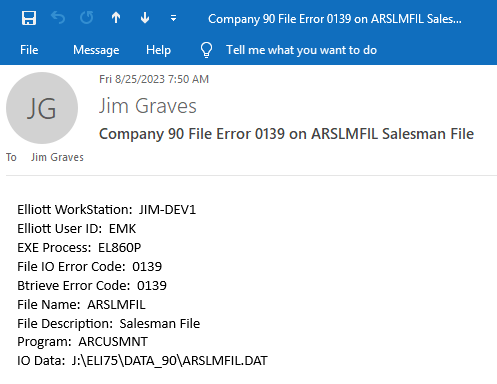 Company 90 File Error 0139 on ARSLMFIL Sales...
File Message Help Tell me what you want to do
Fri 8/25/2023 7:50 AM
JG
Jim Graves
Company 90 File Error 0139 on ARSLMFIL Salesman File
To Jim Graves
Elliott WorkStation: JIM-DEV1
Elliott User ID: EMK
EXE Process: EL860P
File IO Error Code: 0139
Btrieve Error Code: 0139
File Name: ARSLMFIL
File Description: Salesman File
Program: ARCUSMNT
IO Data: J:\ELI75\DATA_90\ARSLMFIL.DAT